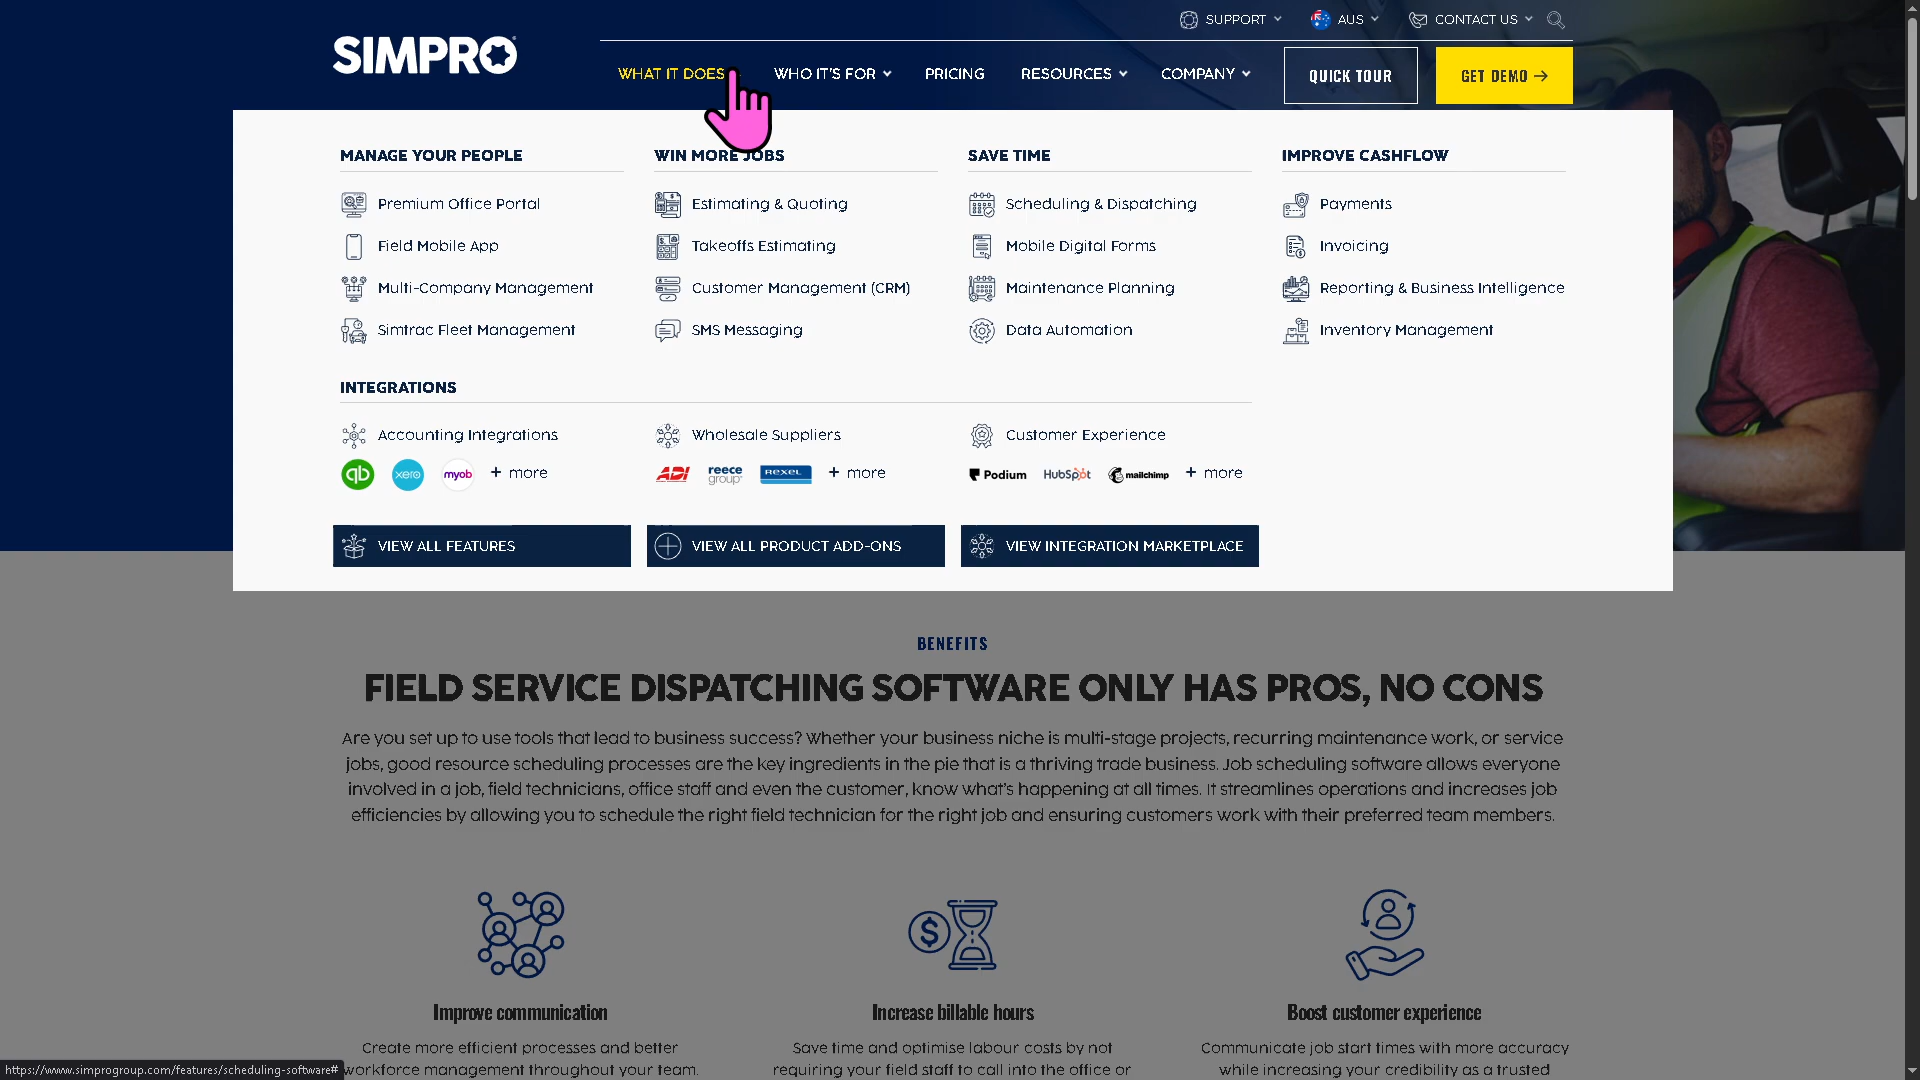 SIMPRO
SUPPORT
AUS
CONTACT US
WHAT IT DOES
WHO IT'S FOR
PRICING
RESOURCES
COMPANY
QUICK TOUR
GET DEMO →
MANAGE YOUR PEOPLE
Premium Office Portal
Field Mobile App
Multi-Company Management
Simtrac Fleet Management
WIN MORE JOBS
Estimating & Quoting
Takeoffs Estimating
Customer Management (CRM)
SMS Messaging
SAVE TIME
Scheduling & Dispatching
Mobile Digital Forms
Maintenance Planning
Data Automation
IMPROVE CASHFLOW
Payments
Invoicing
Reporting & Business Intelligence
Inventory Management
INTEGRATIONS
Accounting Integrations
qb xero myob + more
Wholesale Suppliers
ADI reece group REXEL + more
Customer Experience
Podium HubSpot mailchimp + more
VIEW ALL FEATURES
VIEW ALL PRODUCT ADD-ONS
VIEW INTEGRATION MARKETPLACE
BENEFITS
FIELD SERVICE DISPATCHING SOFTWARE ONLY HAS PROS, NO CONS
Are you set up to use tools that lead to business success? Whether your business niche is multi-stage projects, recurring maintenance work, or service
jobs, good resource scheduling processes are the key ingredients in the pie that is a thriving trade business. Job scheduling software allows everyone
involved in a job, field technicians, office staff and even the customer, know what's happening at all times. It streamlines operations and increases job
efficiencies by allowing you to schedule the right field technician for the right job and ensuring customers work with their preferred team members.
Improve communication
Create more efficient processes and better
workforce management throughout your team.
Increase billable hours
Save time and optimise labour costs by not
requiring your field staff to call into the office or
Boost customer experience
Communicate job start times with more accuracy
while increasing your credibility as a trusted
https://www.simprogroup.com/features/scheduling-software#